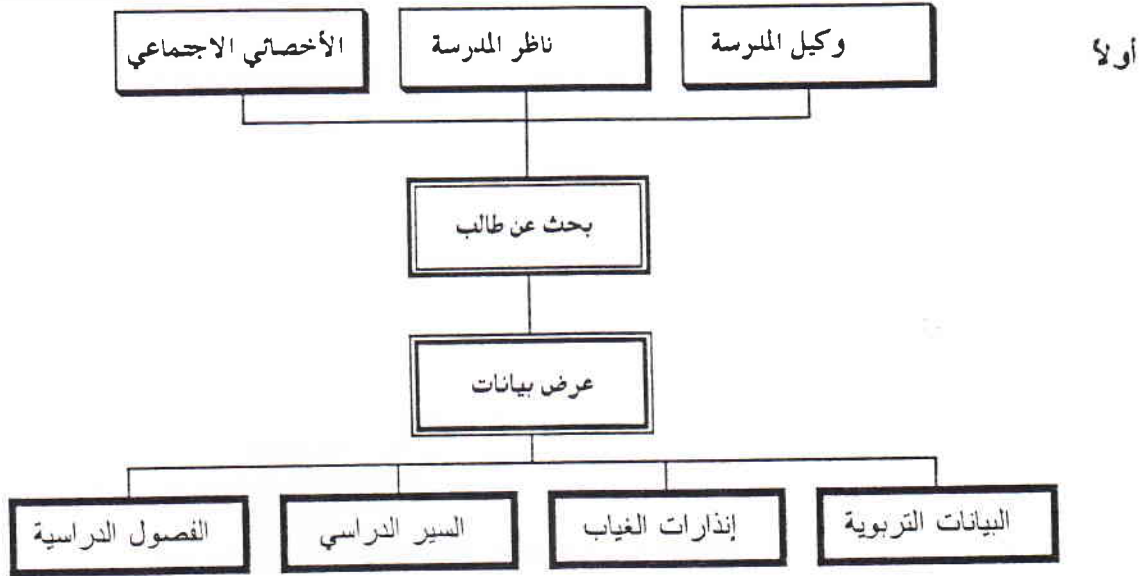 أولاً
وكيل المدرسة
ناظر المدرسة
الأخصائي الاجتماعي
بحث عن طالب
عرض بيانات
البيانات التربوية
إنذارات الغياب
السير الدراسي
الفصول الدراسية